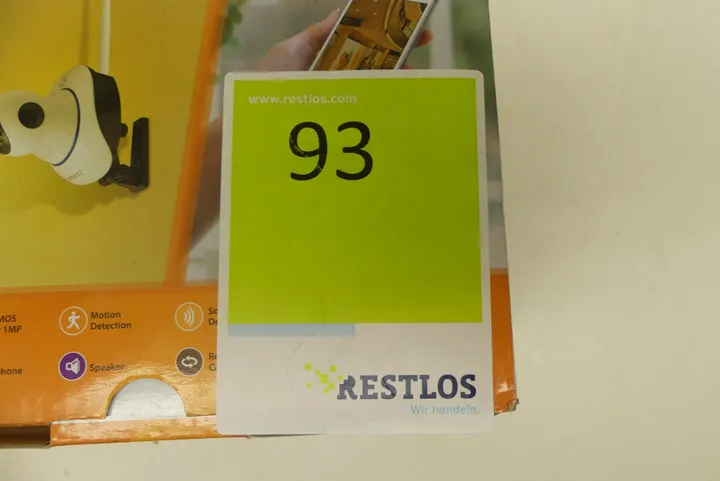 www.restlos.com
93
MOS
1MP
Motion
Detection
Speaker
RESTLOS
Wir handeln.